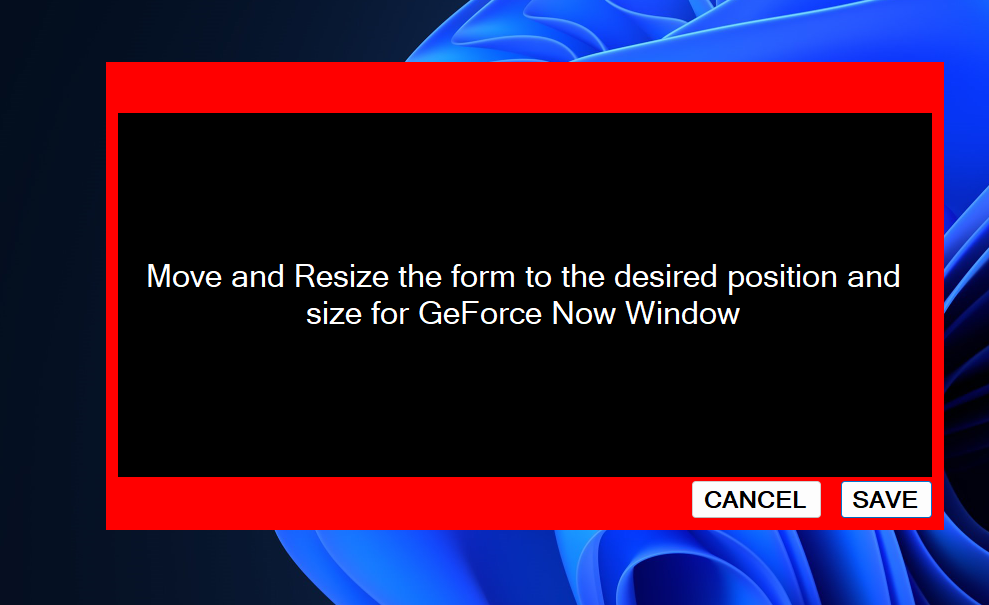 Move and Resize the form to the desired position and
size for GeForce Now Window
CANCEL SAVE